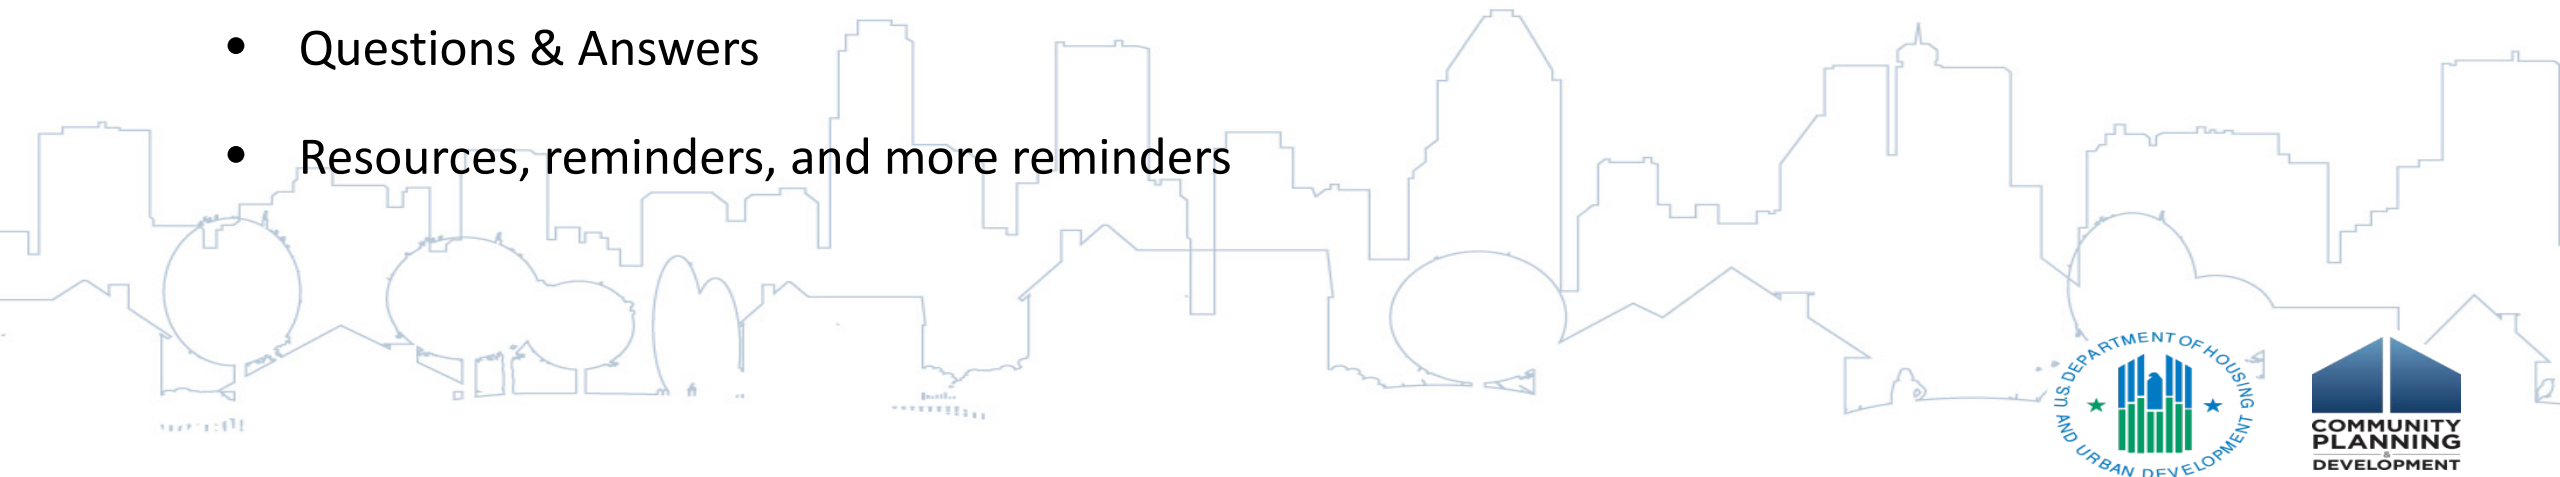 • Questions & Answers
• Resources, reminders, and more reminders
U.S. DEPARTMENT OF HOUSING
AND URBAN DEVELOPMENT
COMMUNITY
PLANNING
&
DEVELOPMENT